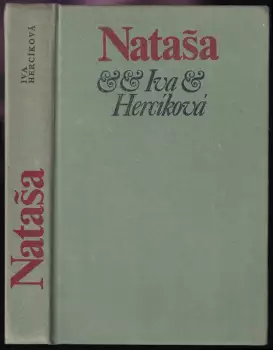 IVA
HERCÍKOVÁ
Nataša
Nataša
&& Iva &
Hercíková